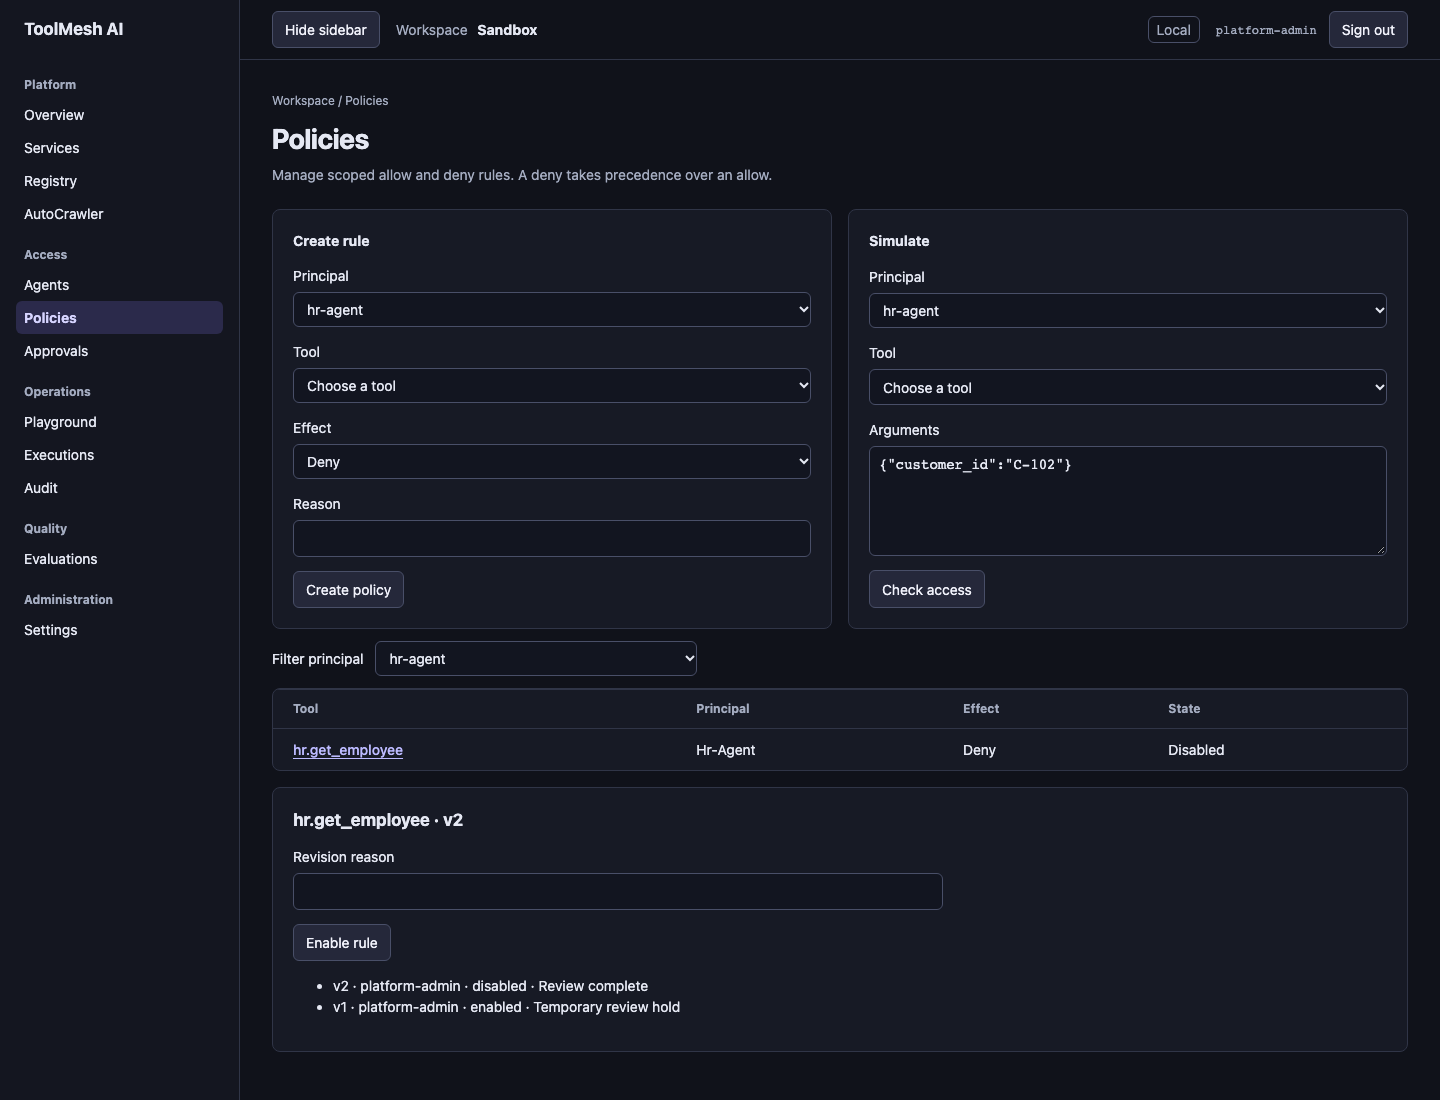 ToolMesh AI
Platform
Overview
Services
Registry
AutoCrawler
Access
Agents
Policies
Approvals
Operations
Playground
Executions
Audit
Quality
Evaluations
Administration
Settings
Hide sidebar
Workspace Sandbox
Local
platform-admin
Sign out
Workspace / Policies
Policies
Manage scoped allow and deny rules. A deny takes precedence over an allow.
Create rule
Principal
hr-agent
Tool
Choose a tool
Effect
Deny
Reason
Create policy
Simulate
Principal
hr-agent
Tool
Choose a tool
Arguments
{"customer_id":"C-102"}
Check access
Filter principal
hr-agent
Tool Principal Effect State
hr.get_employee Hr-Agent Deny Disabled
hr.get_employee · v2
Revision reason
Enable rule
• v2 · platform-admin · disabled · Review complete
• v1 · platform-admin · enabled · Temporary review hold